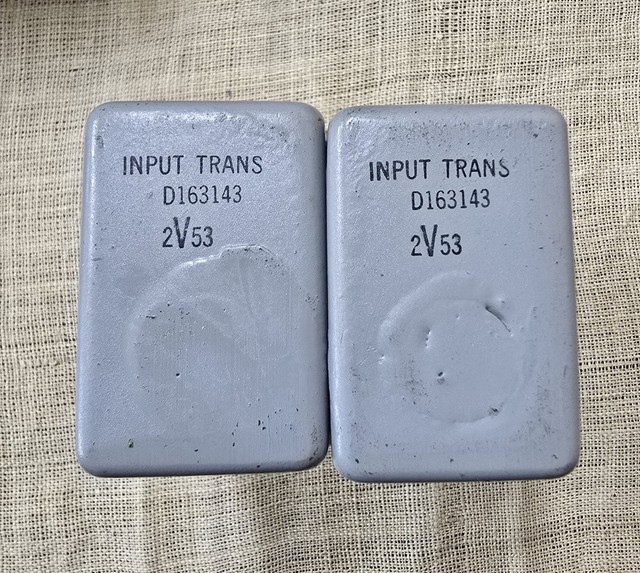 INPUT TRANS
D163143
2V53
INPUT TRANS
D163143
2V53